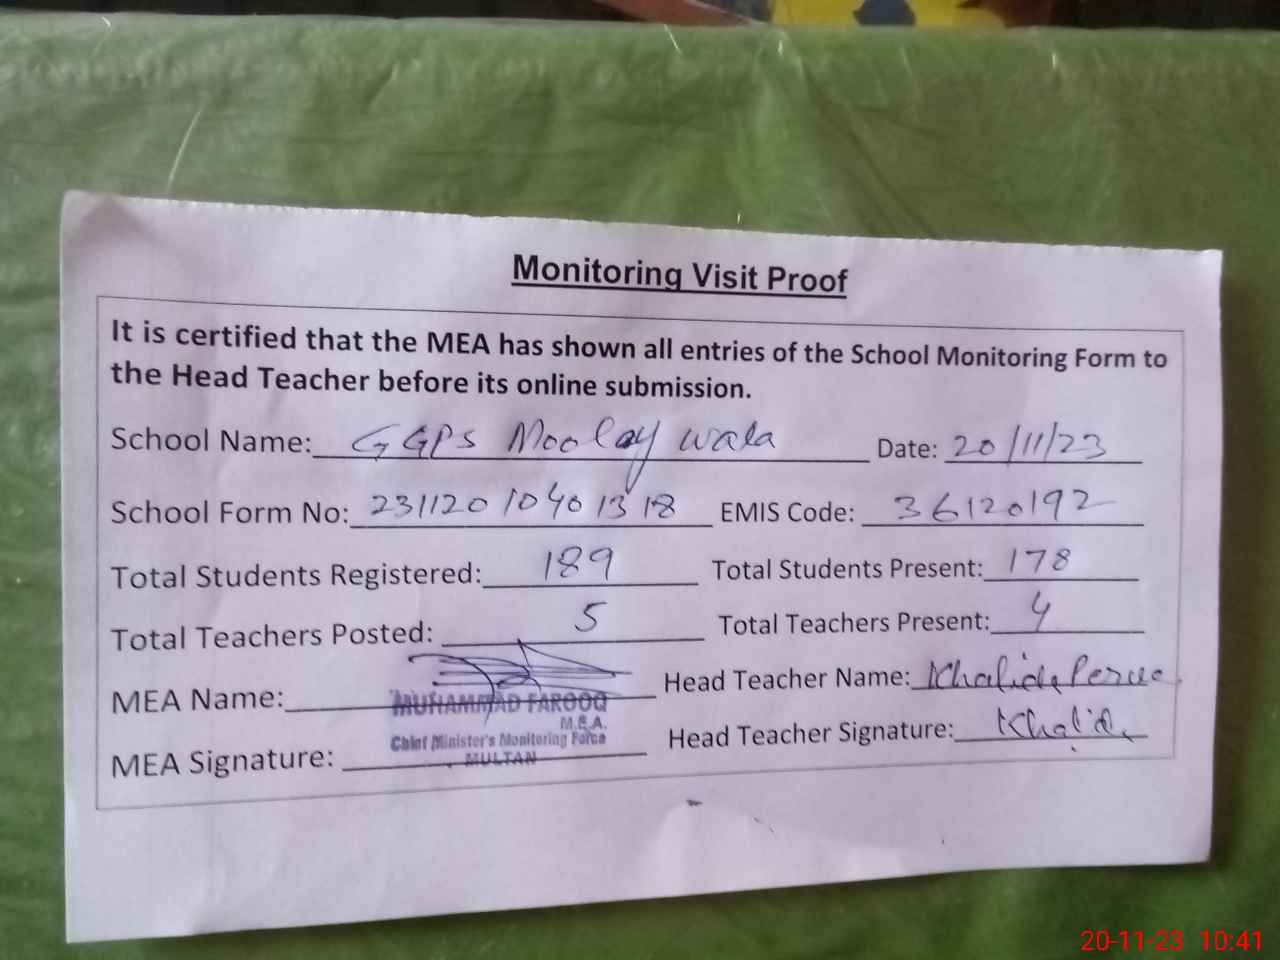 Monitoring Visit Proof
It is certified that the MEA has shown all entries of the School Monitoring Form to
the Head Teacher before its online submission.
School Name: GGPS Moolay wala Date: 20/11/23
School Form No: 23112010401318 EMIS Code: 36120192
Total Students Registered: 189 Total Students Present: 178
Total Teachers Posted: 5 Total Teachers Present: 4
MEA Name: Head Teacher Name: Khalida
MUHAMMAD FAROOQ
M.E.A.
Chief Minister's Monitoring Force
MULTAN
MEA Signature: Head Teacher Signature: Khalida
20-11-23 10:41